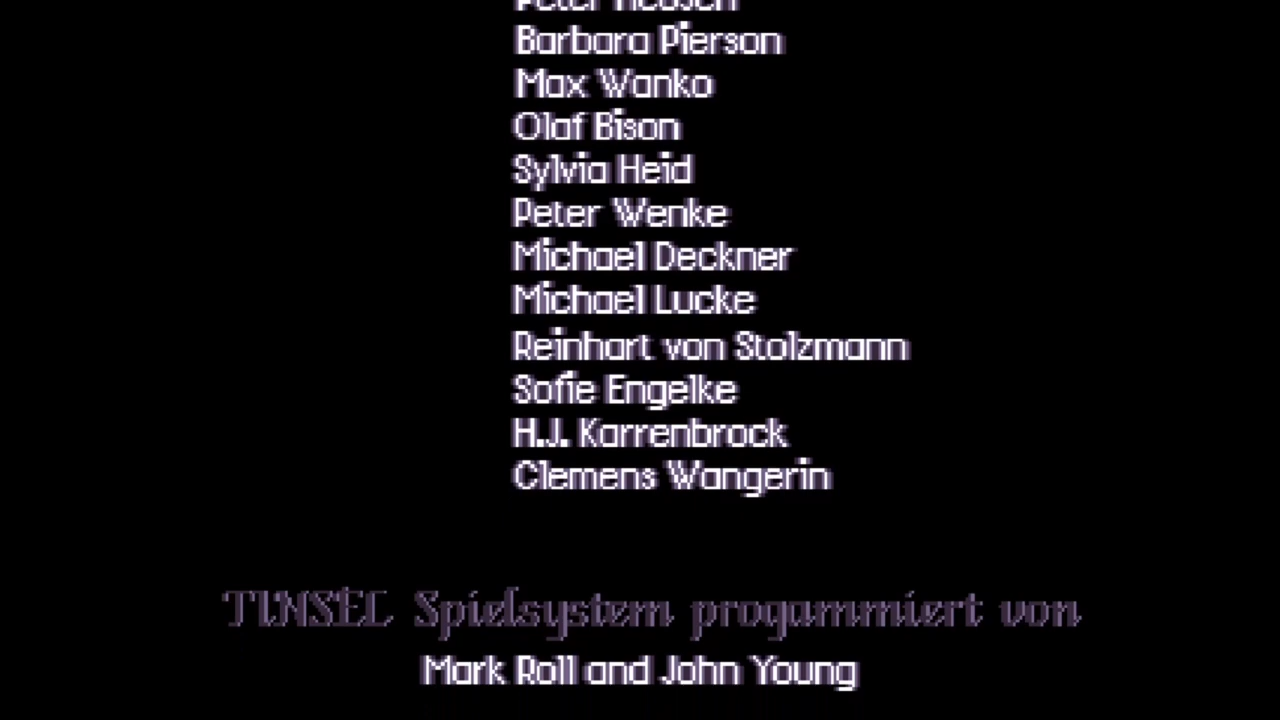 Peter
Barbara Pierson
Max Wanko
Olaf Bison
Sylvia Heid
Peter Wenke
Michael Deckner
Michael Lucke
Reinhart von Stolzmann
Sofie Engelke
H.J. Karrenbrock
Clemens Wangerin
TINSEL Spielsystem progammiert von
Mark Roll and John Young